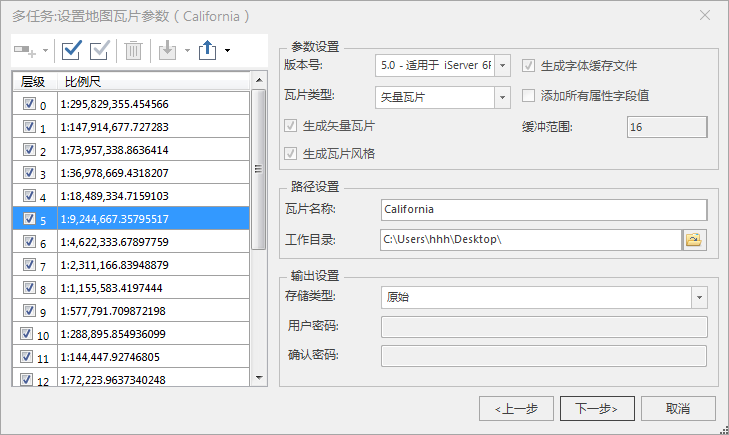 多任务:设置地图瓦片参数 ( California )
层级 比例尺
0 1:295,829,355.454566
1 1:147,914,677.727283
2 1:73,957,338.8636414
3 1:36,978,669.4318207
4 1:18,489,334.7159103
5 1:9,244,667.35795517
6 1:4,622,333.67897759
7 1:2,311,166.83948879
8 1:1,155,583.4197444
9 1:577,791.709872198
10 1:288,895.854936099
11 1:144,447.92746805
12 1:72,223.9637340248
参数设置
版本号: 5.0 - 适用于 iServer 6 生成字体缓存文件
瓦片类型: 矢量瓦片 添加所有属性字段值
生成矢量瓦片 缓冲范围: 16
生成瓦片风格
路径设置
瓦片名称: California
工作目录: C:\Users\hhh\Desktop\
输出设置
存储类型: 原始
用户密码:
确认密码:
<上一步 下一步> 取消